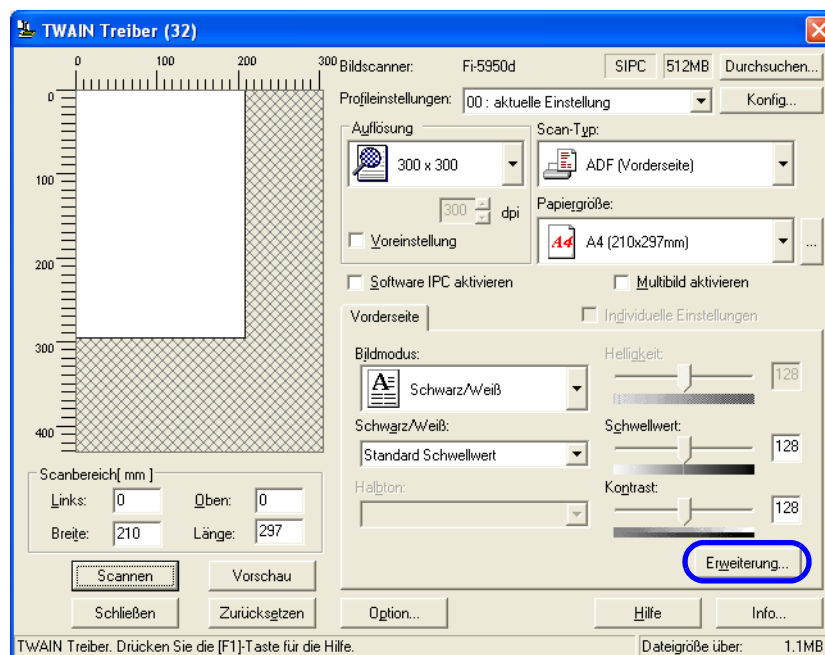 TWAIN Treiber (32)
0 100 200 300
0
100
200
300
400
Bildscanner: Fi-5950d SIPC 512MB Durchsuchen...
Profileinstellungen: 00 : aktuelle Einstellung Konfig...
Auflösung
300 x 300
300 dpi
Voreinstellung
Scan-Typ:
ADF (Vorderseite)
Papiergröße:
A4 A4 (210x297mm) ...
Software IPC aktivieren Multibild aktivieren
Vorderseite Individuelle Einstellungen
Bildmodus:
A Schwarz/Weiß
Schwarz/Weiß:
Standard Schwellwert
Halbton:
Helligkeit:
128
Schwellwert:
128
Kontrast:
128
Erweiterung...
Scanbereich[ mm ]
Links: 0 Oben: 0
Breite: 210 Länge: 297
Scannen Vorschau
Schließen Zurücksetzen Option... Hilfe Info...
TWAIN Treiber. Drücken Sie die [F1]-Taste für die Hilfe. Dateigröße über: 1.1MB